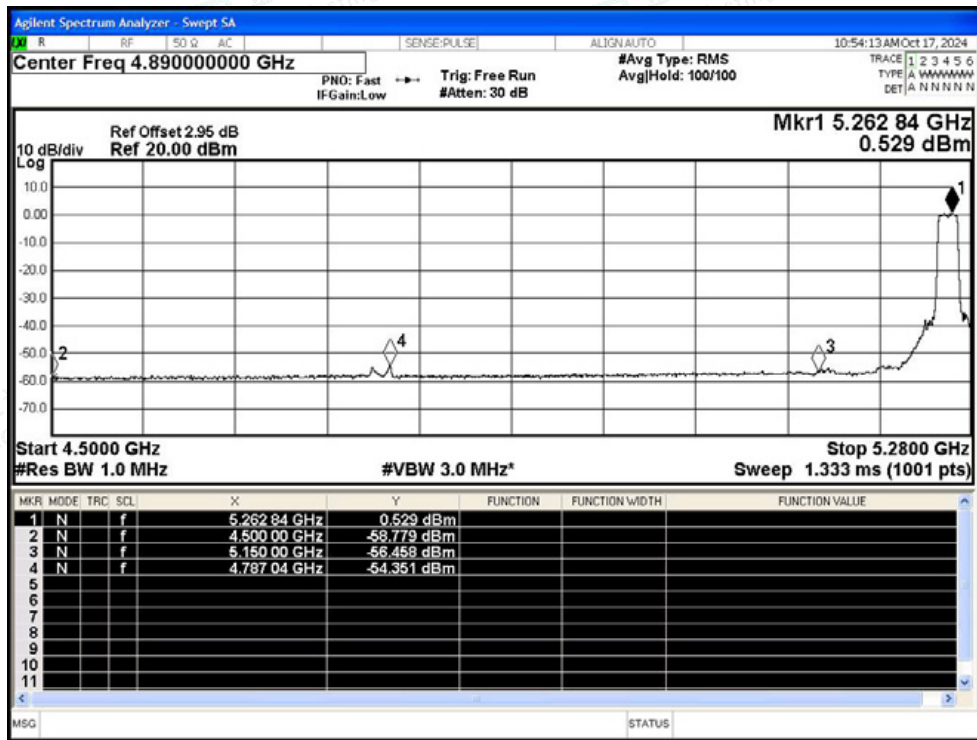 Agilent Spectrum Analyzer - Swept SA
LXI R RF 50 Ω AC SENSE:PULSE ALIGN AUTO 10:54:13 AM Oct 17, 2024
Center Freq 4.890000000 GHz #Avg Type: RMS TRACE 1 2 3 4 5 6
PNO: Fast Trig: Free Run Avg|Hold: 100/100 TYPE A WWWWW
IFGain:Low #Atten: 30 dB DET A N N N N N
Mkr1 5.262 84 GHz
Ref Offset 2.95 dB
10 dB/div Ref 20.00 dBm 0.529 dBm
Log
10.0
1
0.00
-10.0
-20.0
-30.0
-40.0
4
-50.0 2 3
-60.0
-70.0
Start 4.5000 GHz Stop 5.2800 GHz
#Res BW 1.0 MHz #VBW 3.0 MHz* Sweep 1.333 ms (1001 pts)
MKR MODE TRC SCL X Y FUNCTION FUNCTION WIDTH FUNCTION VALUE
1 N f 5.262 84 GHz 0.529 dBm
2 N f 4.500 00 GHz -58.779 dBm
3 N f 5.150 00 GHz -56.458 dBm
4 N f 4.787 04 GHz -54.351 dBm
5
6
7
8
9
10
11
MSG STATUS